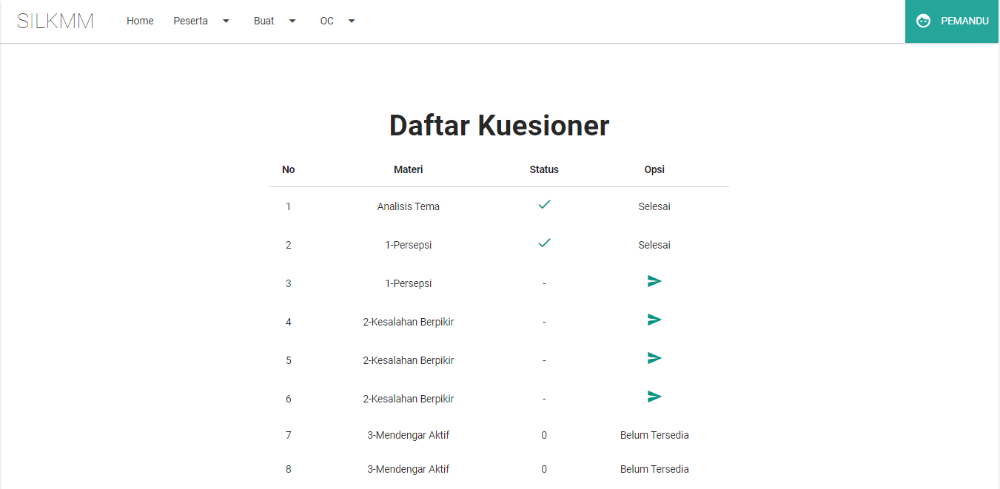 SILKMM Home Peserta Buat OC PEMANDU
Daftar Kuesioner
No Materi Status Opsi
1 Analisis Tema Selesai
2 1-Persepsi Selesai
3 1-Persepsi -
4 2-Kesalahan Berpikir -
5 2-Kesalahan Berpikir -
6 2-Kesalahan Berpikir -
7 3-Mendengar Aktif 0 Belum Tersedia
8 3-Mendengar Aktif 0 Belum Tersedia